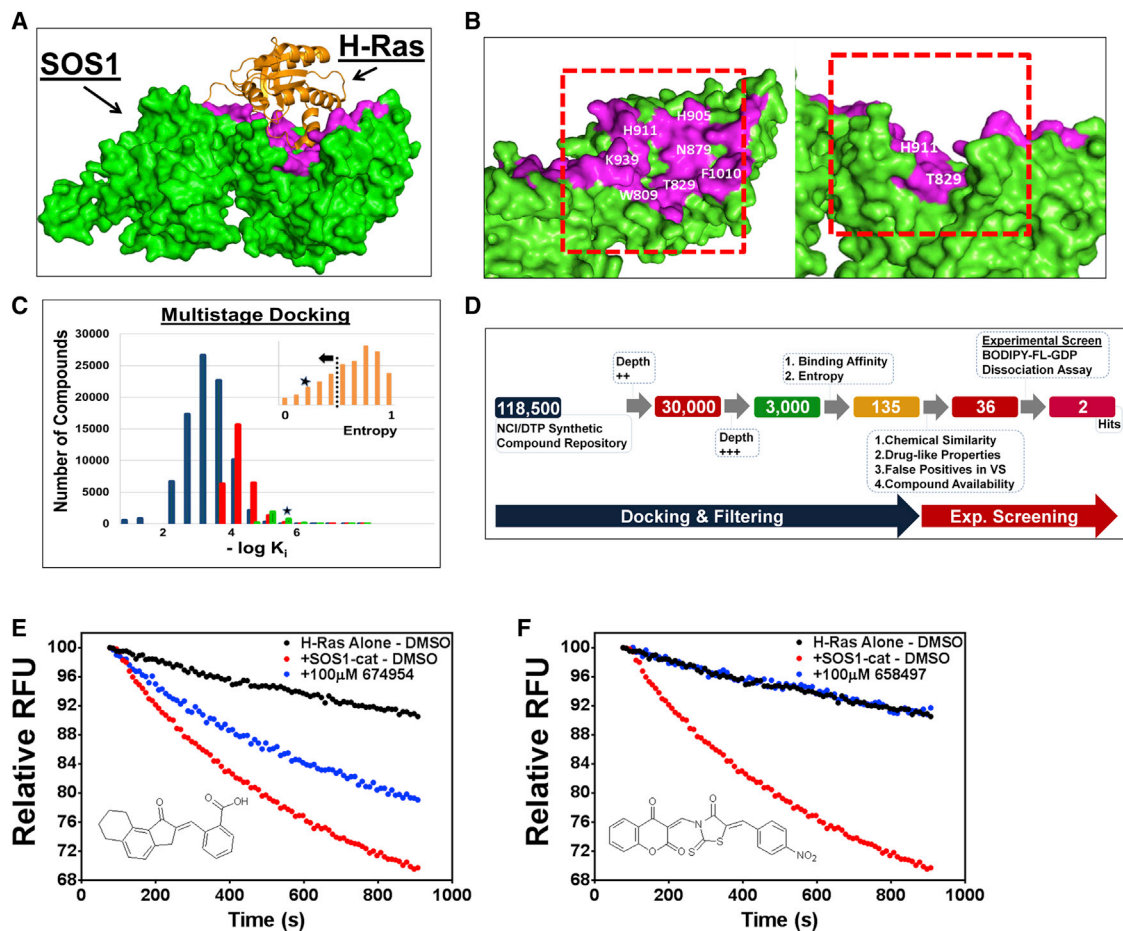 A
SOS1
H-Ras
B
H905
H911
N879
K939
F1010
T829
W809
H911
T829
C
Multistage Docking
30000
25000
20000
15000
10000
5000
0
Number of Compounds
2
4
6
- log Ki
0
1
Entropy
D
Experimental Screen
BODIPY-FL-GDP
Dissociation Assay
Depth
++
1. Binding Affinity
2. Entropy
118,500
30,000
3,000
135
36
2
NCI/DTP Synthetic
Compound Repository
Hits
Depth
+++
1.Chemical Similarity
2.Drug-like Properties
3.False Positives in VS
4.Compound Availability
Docking & Filtering
Exp. Screening
E
H-Ras Alone - DMSO
+SOS1-cat - DMSO
+100μM 674954
100
96
92
88
84
80
76
72
68
Relative RFU
O
O
OH
0
200
400
600
800
1000
Time (s)
F
H-Ras Alone - DMSO
+SOS1-cat - DMSO
+100μM 658497
100
96
92
88
84
80
76
72
68
Relative RFU
O
O
N
O
O
S
S
NO2
0
200
400
600
800
1000
Time (s)